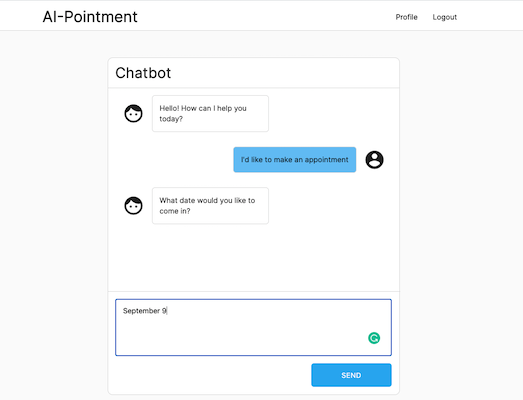 AI-Pointment
Profile Logout
Chatbot
Hello! How can I help you
today?
I'd like to make an appointment
What date would you like to
come in?
September 9
SEND